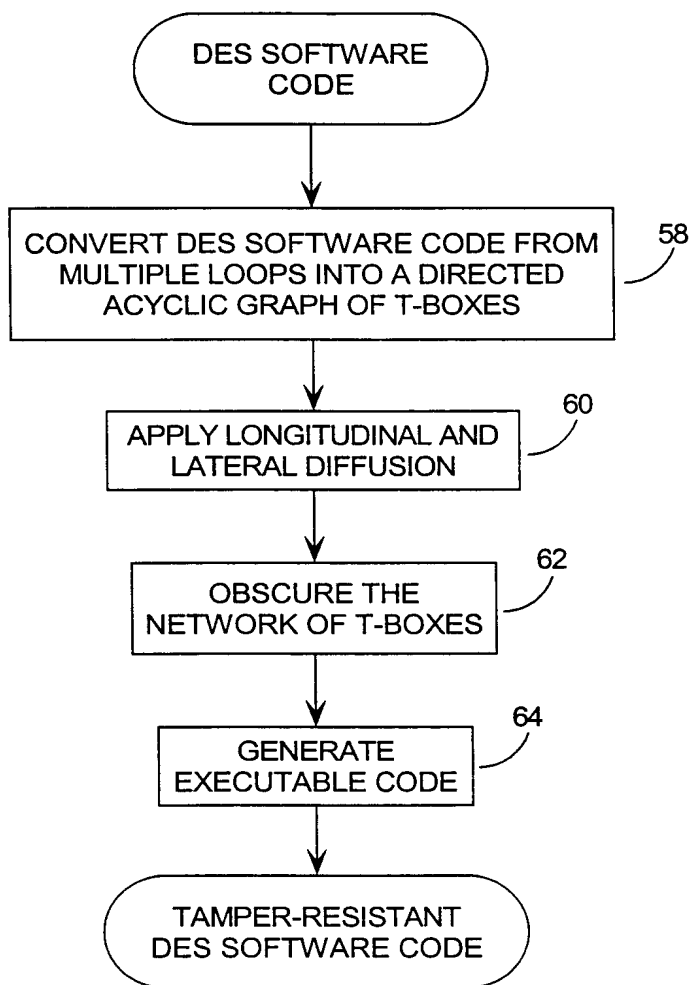 DES SOFTWARE
CODE
CONVERT DES SOFTWARE CODE FROM
MULTIPLE LOOPS INTO A DIRECTED
ACYCLIC GRAPH OF T-BOXES
58
APPLY LONGITUDINAL AND
LATERAL DIFFUSION
60
OBSCURE THE
NETWORK OF T-BOXES
62
GENERATE
EXECUTABLE CODE
64
TAMPER-RESISTANT
DES SOFTWARE CODE